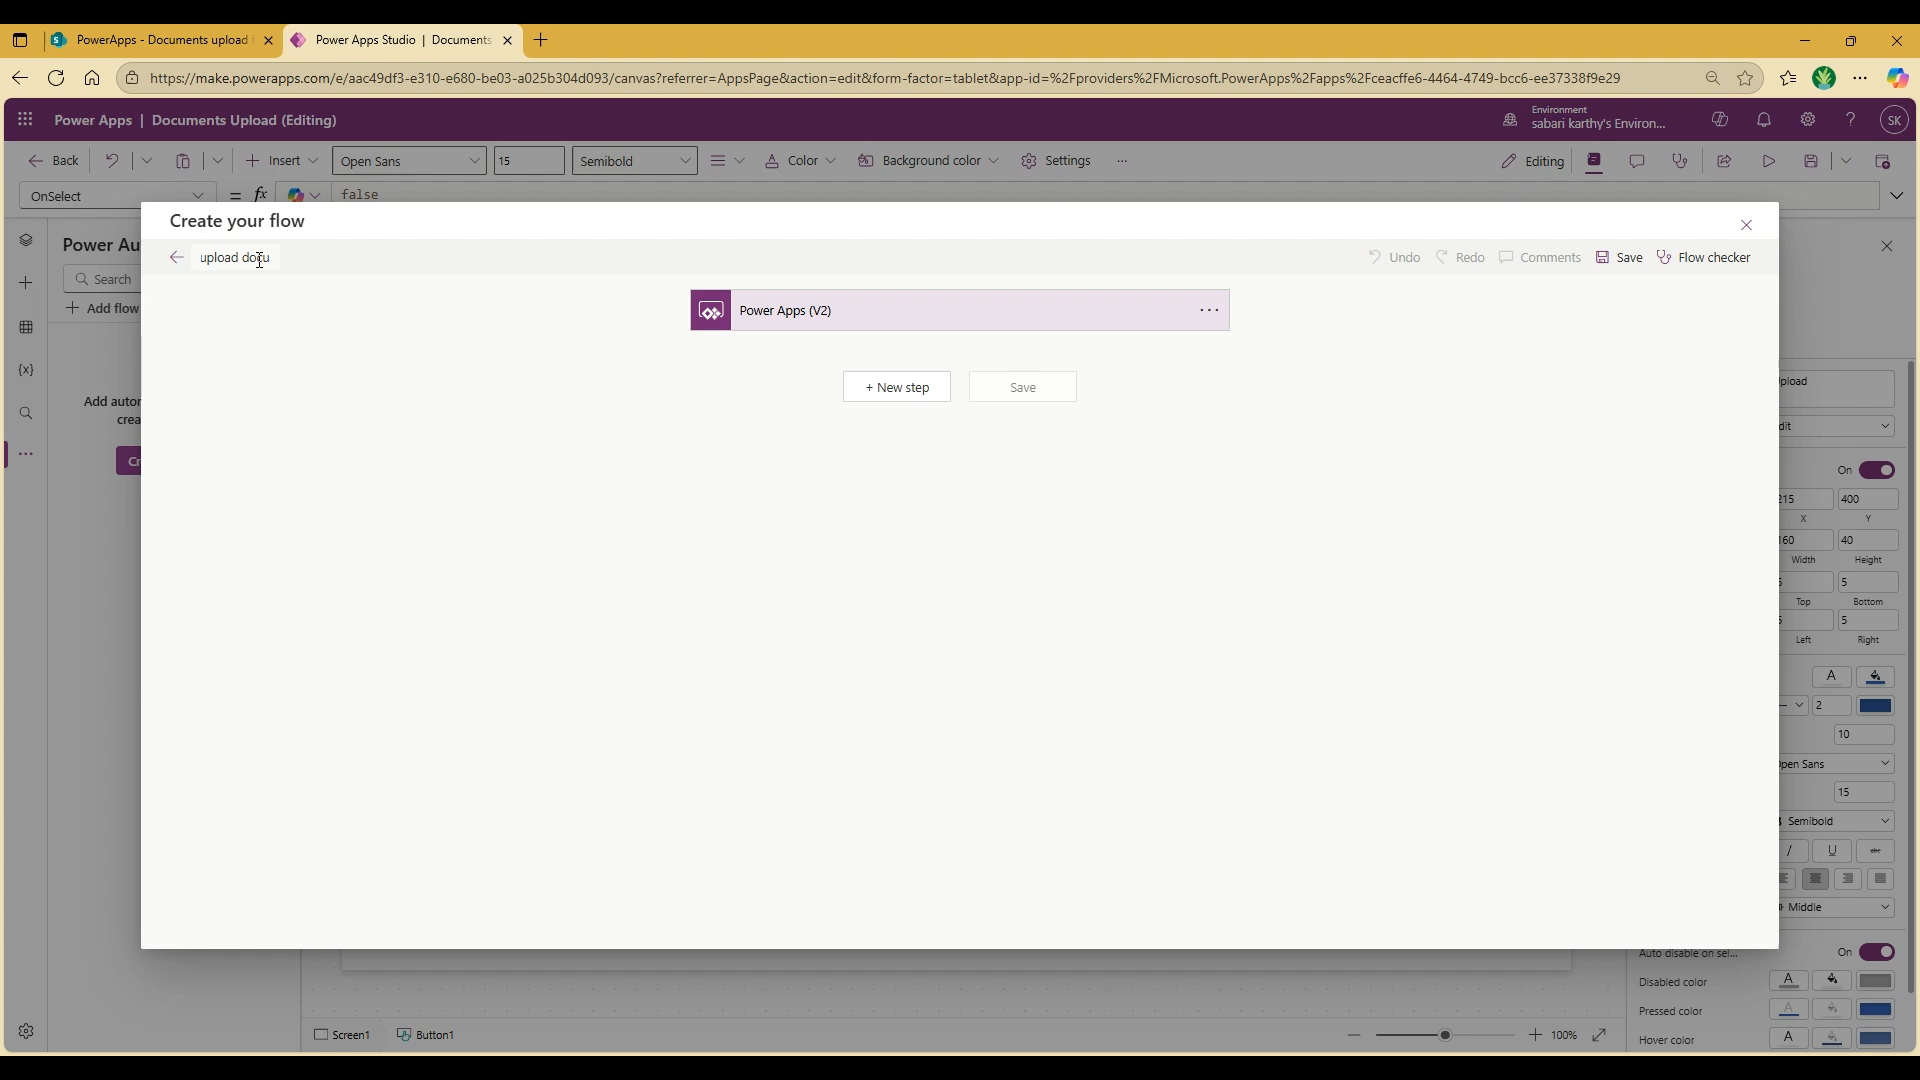 PowerApps - Documents upload
Power Apps Studio | Documents
https://make.powerapps.com/e/aac49df3-e310-e680-be03-a025b304d093/canvas?referrer=AppsPage&action=edit&form-factor=tablet&app-id=%2Fproviders%2FMicrosoft.PowerApps%2Fapps%2Fceacffe6-4464-4749-bcc6-ee37338f9e29
Power Apps | Documents Upload (Editing)
Environment
sabari karthy's Environ...
SK
Back
Insert
Open Sans
15
Semibold
Color
Background color
Settings
...
Editing
OnSelect
= fx
false
Create your flow
upload docu
Undo
Redo
Comments
Save
Flow checker
Power Au
Search
Add flow
Power Apps (V2)
+ New step
Save
Add autor
crea
Cr
{x}
pload
dit
On
215
400
X
Y
160
40
Width
Height
5
5
Top
Bottom
5
5
Left
Right
A
2
10
Open Sans
15
Semibold
/
U
abc
Middle
Auto disable on sel...
On
Disabled color
A
Pressed color
A
Hover color
A
Screen1
Button1
100%